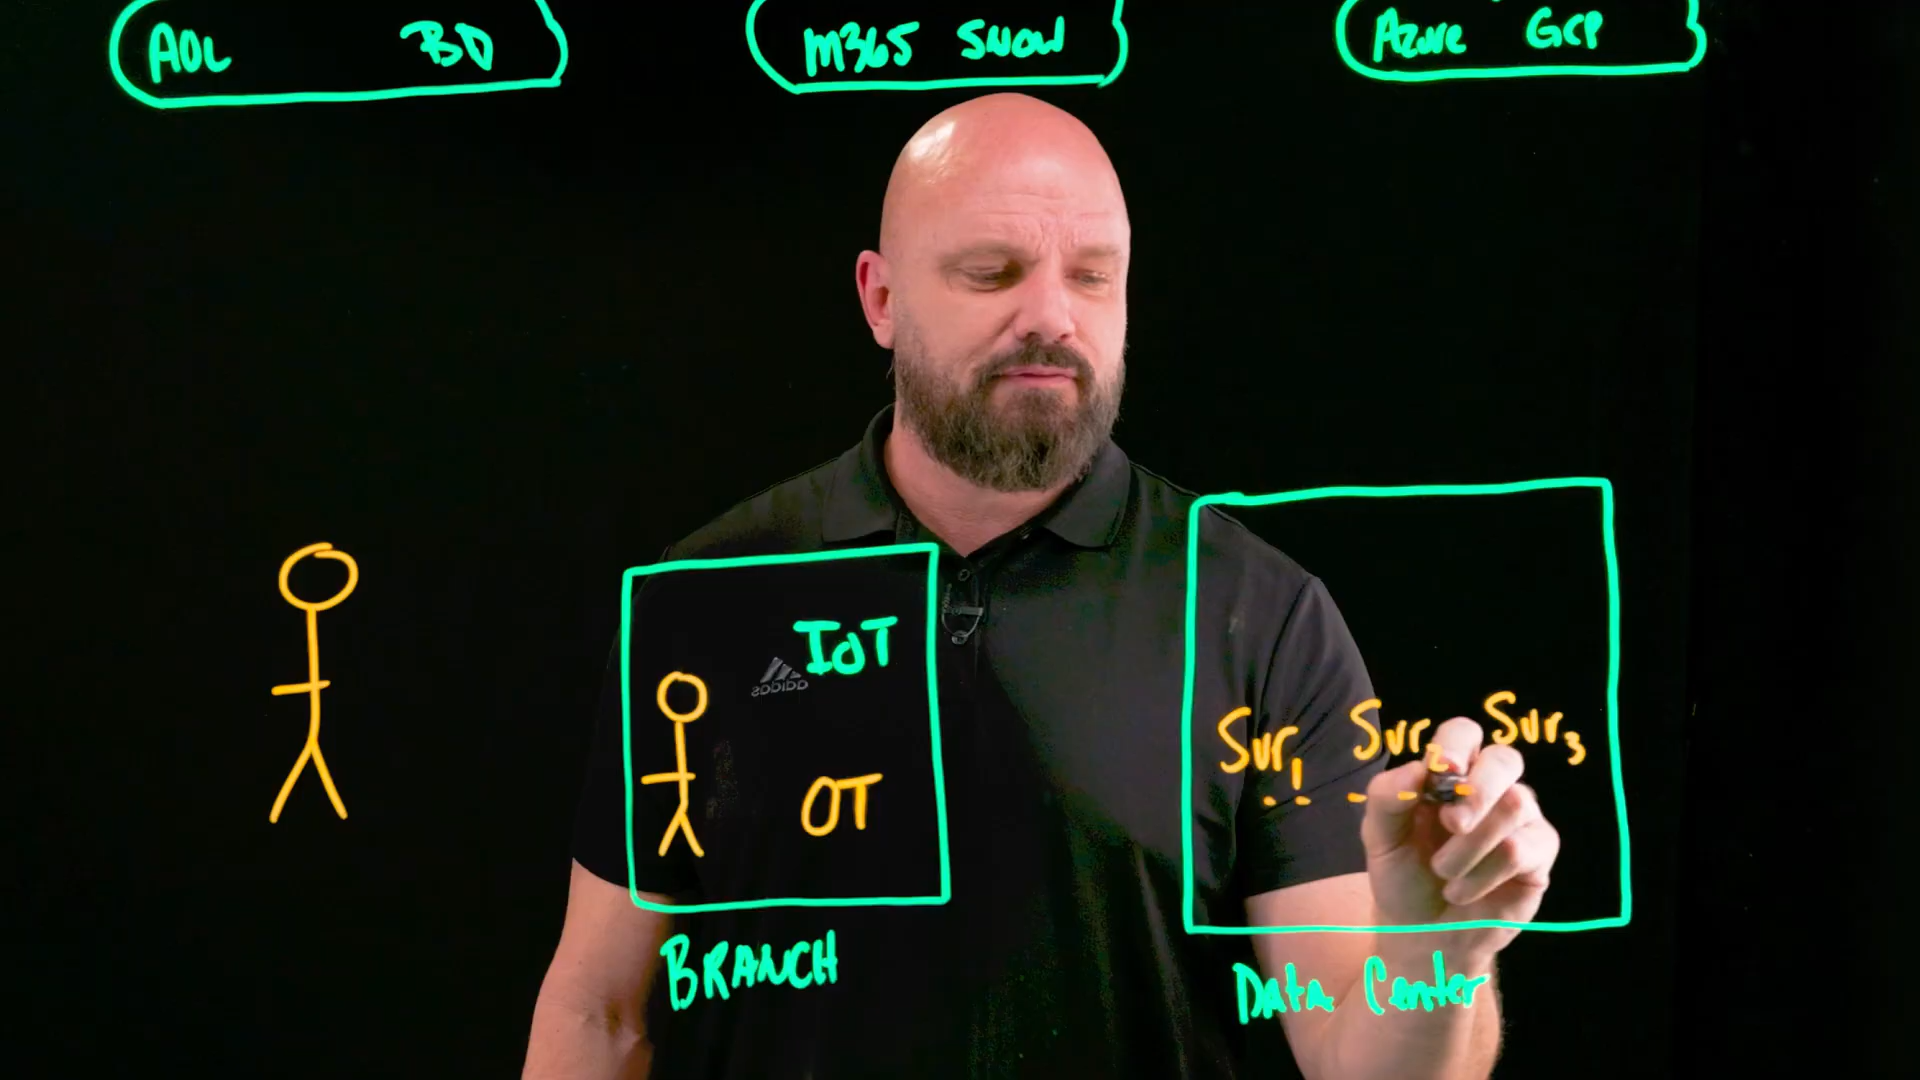 AOL BD
M365 SNOW
Azure GCP
IOT
adidas
OT
Svr1 Svr2 Svr3
BRANCH
Data Center